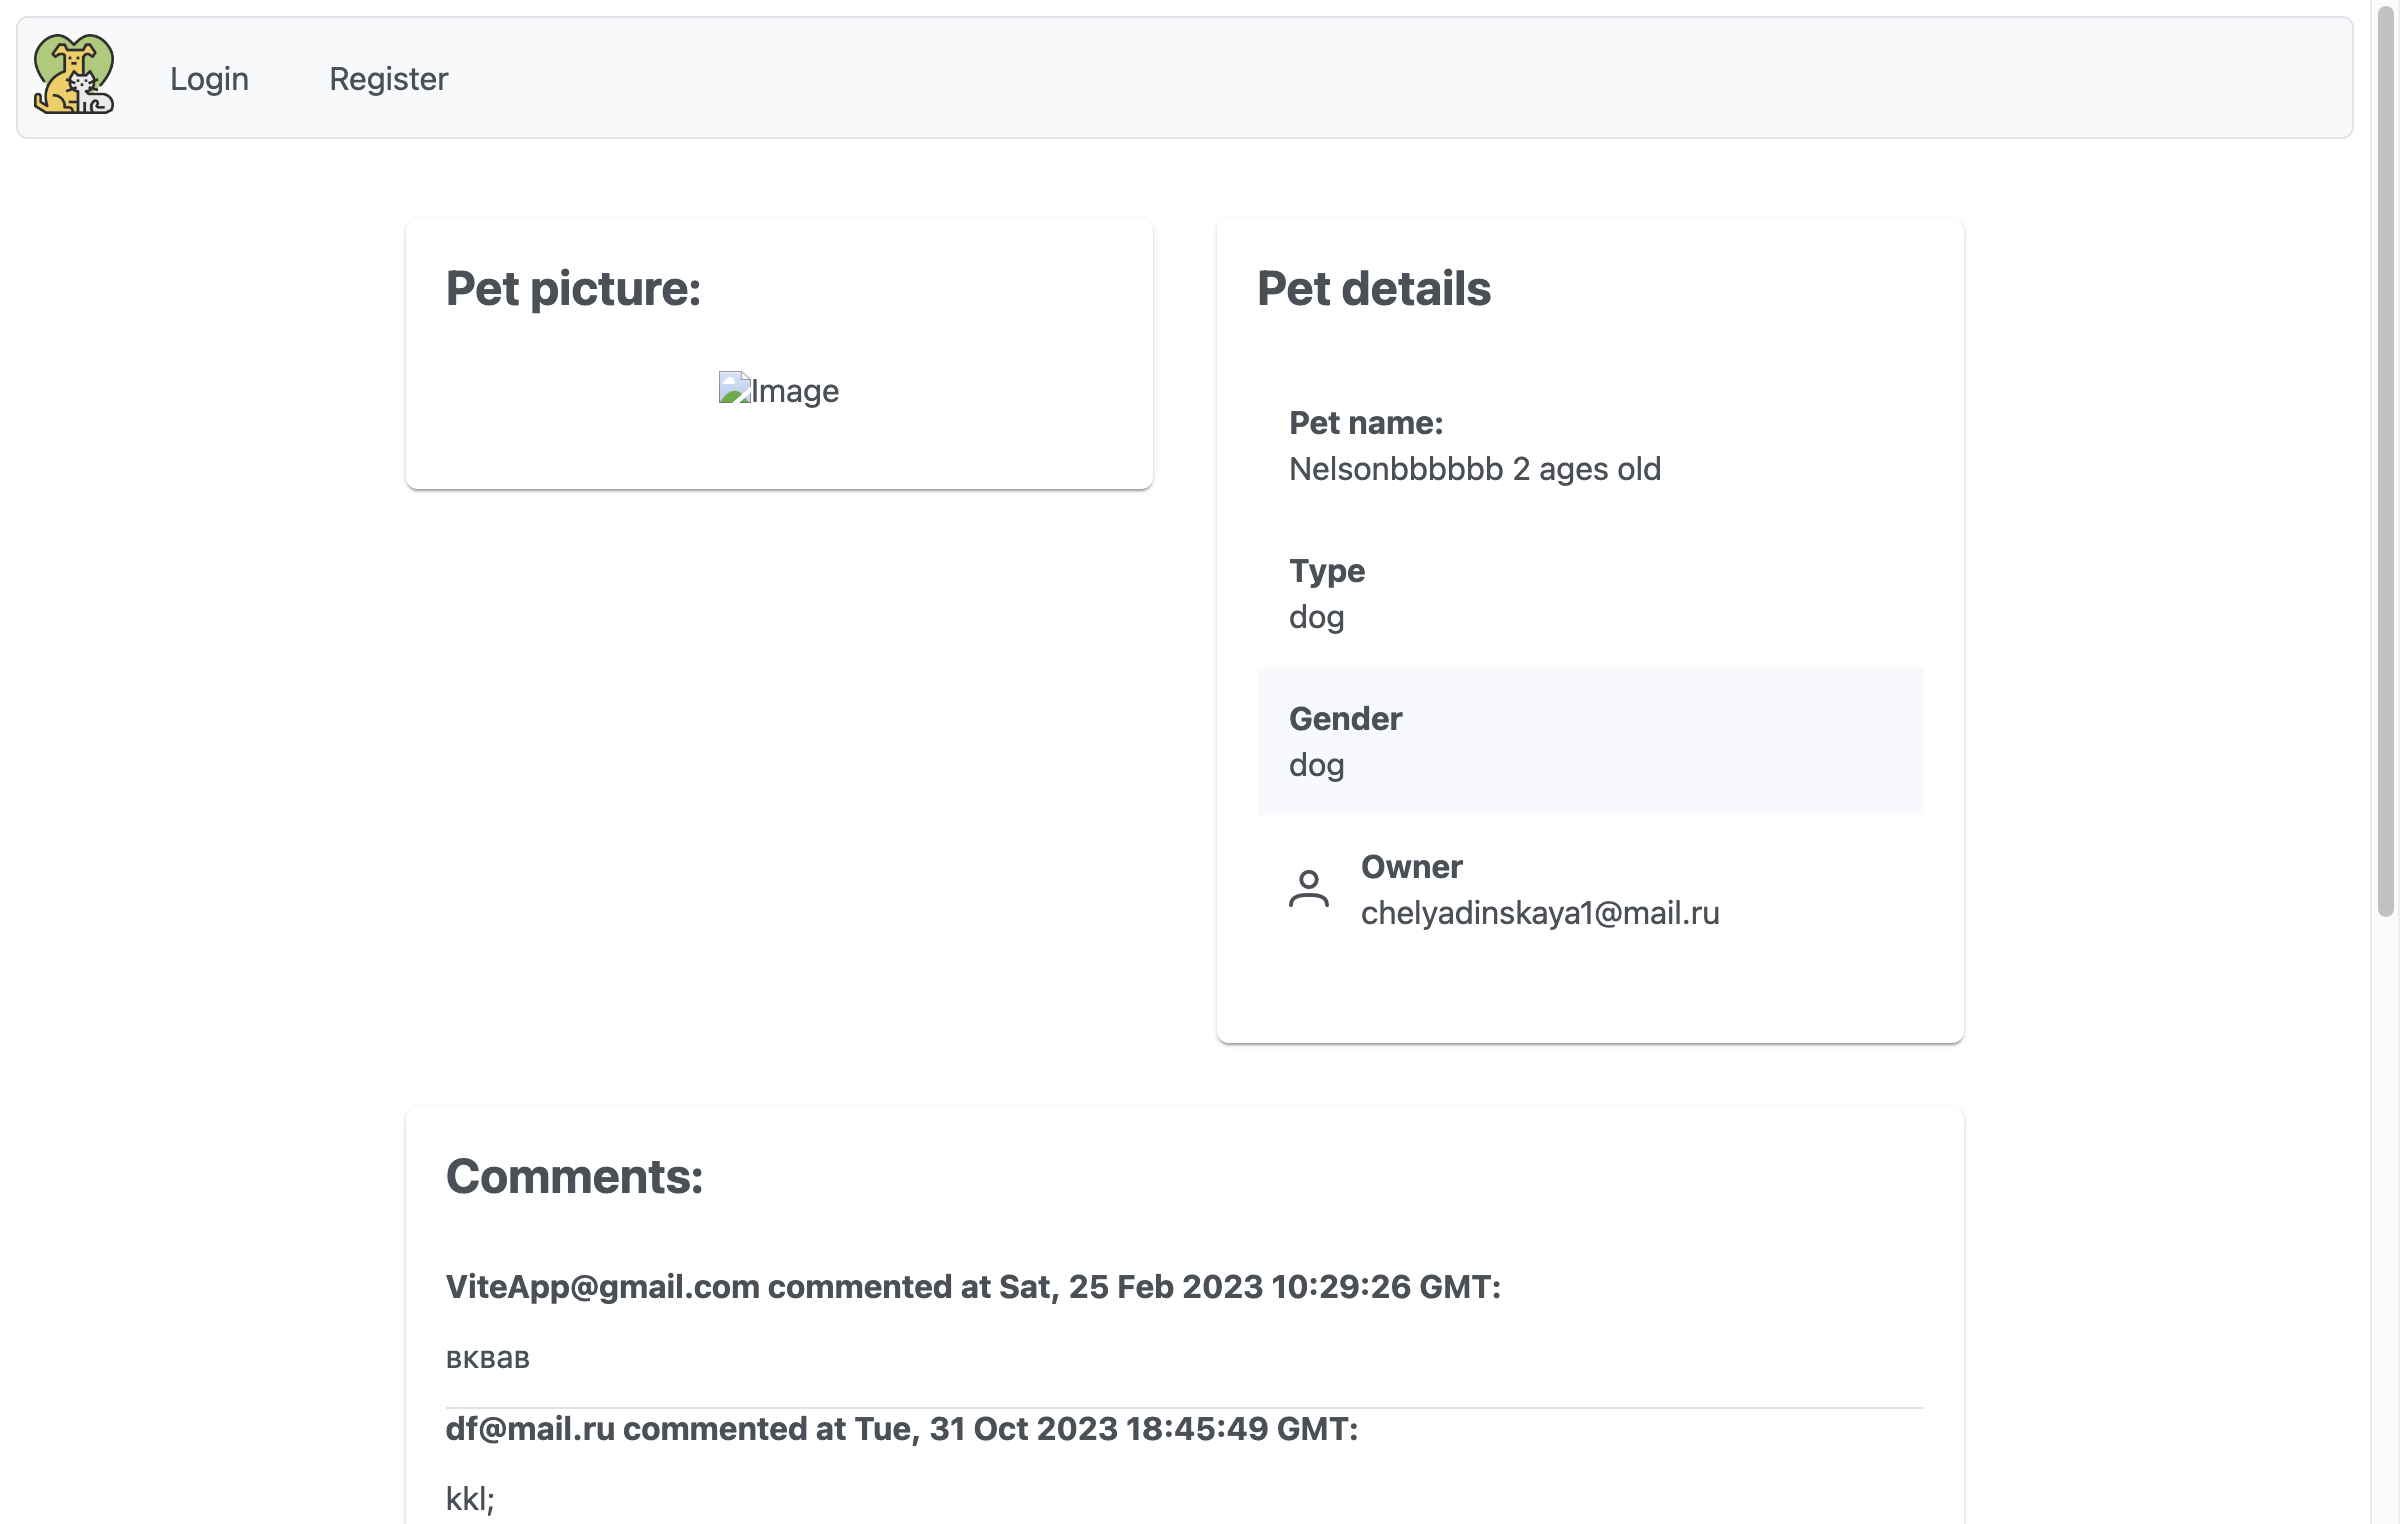 Login
Register
Pet picture:
Image
Pet details
Pet name:
Nelsonbbbbbb 2 ages old
Type
dog
Gender
dog
Owner
chelyadinskaya1@mail.ru
Comments:
ViteApp@gmail.com commented at Sat, 25 Feb 2023 10:29:26 GMT:
вквав
df@mail.ru commented at Tue, 31 Oct 2023 18:45:49 GMT:
kkl;